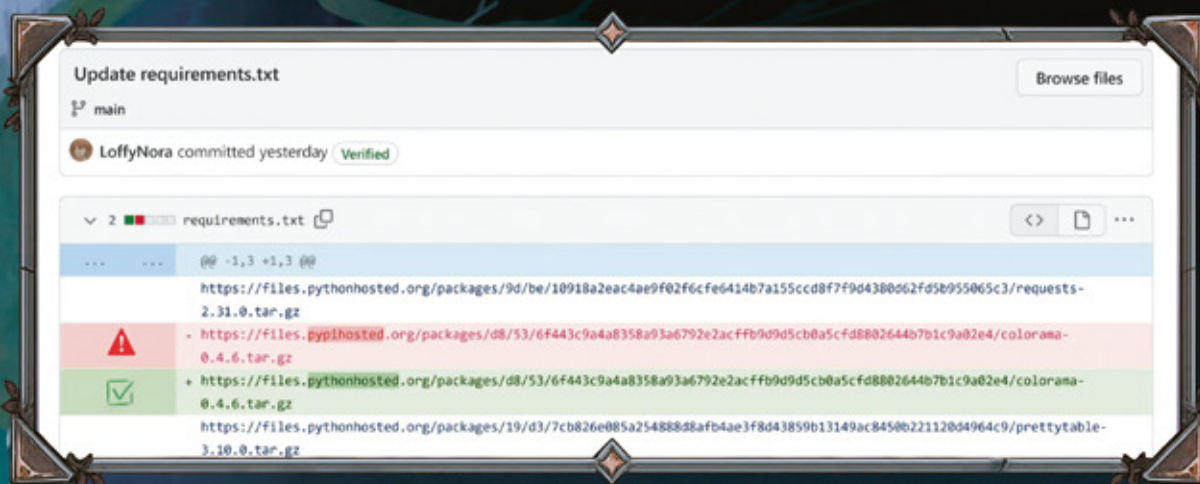 Update requirements.txt
Browse files
main
LoffyNora committed yesterday Verified
2 requirements.txt
... ... @@ -1,3 +1,3 @@
https://files.pythonhosted.org/packages/9d/be/10918a2eac4ae9f02f6cfe6414b7a155ccd8f7f9d4380d62fd5b955065c3/requests-
2.31.0.tar.gz
- https://files.pypihosted.org/packages/d8/53/6f443c9a4a8358a93a6792e2acffb9d9d5cb0a5cfd8802644b7b1c9a02e4/colorama-
0.4.6.tar.gz
+ https://files.pythonhosted.org/packages/d8/53/6f443c9a4a8358a93a6792e2acffb9d9d5cb0a5cfd8802644b7b1c9a02e4/colorama-
0.4.6.tar.gz
https://files.pythonhosted.org/packages/19/d3/7cb826e085a254888d8afb4ae3f8d43859b13149ac8450b221120d4964c9/prettytable-
3.10.0.tar.gz